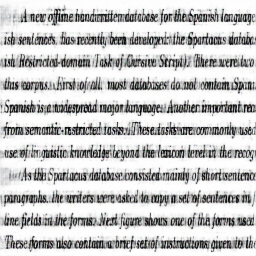 A new offline handwritten database for the Spanish language
ish sentences, has recently been developed: the Spartacus database
ish Restricted-domain Task of Cursive Script). There were two
this corpus. First of all, most databases do not contain Span
Spanish is a widespread major language. Another important rea
from semantic-restricted tasks. These tasks are commonly used
use of linguistic knowledge beyond the lexicon level in the recog
As the Spartacus database consisted mainly of short sentence
paragraphs, the writers were asked to copy a set of sentences in f
line fields in the forms. Next figure shows one of the forms used
These forms also contain a brief set of instructions given to the